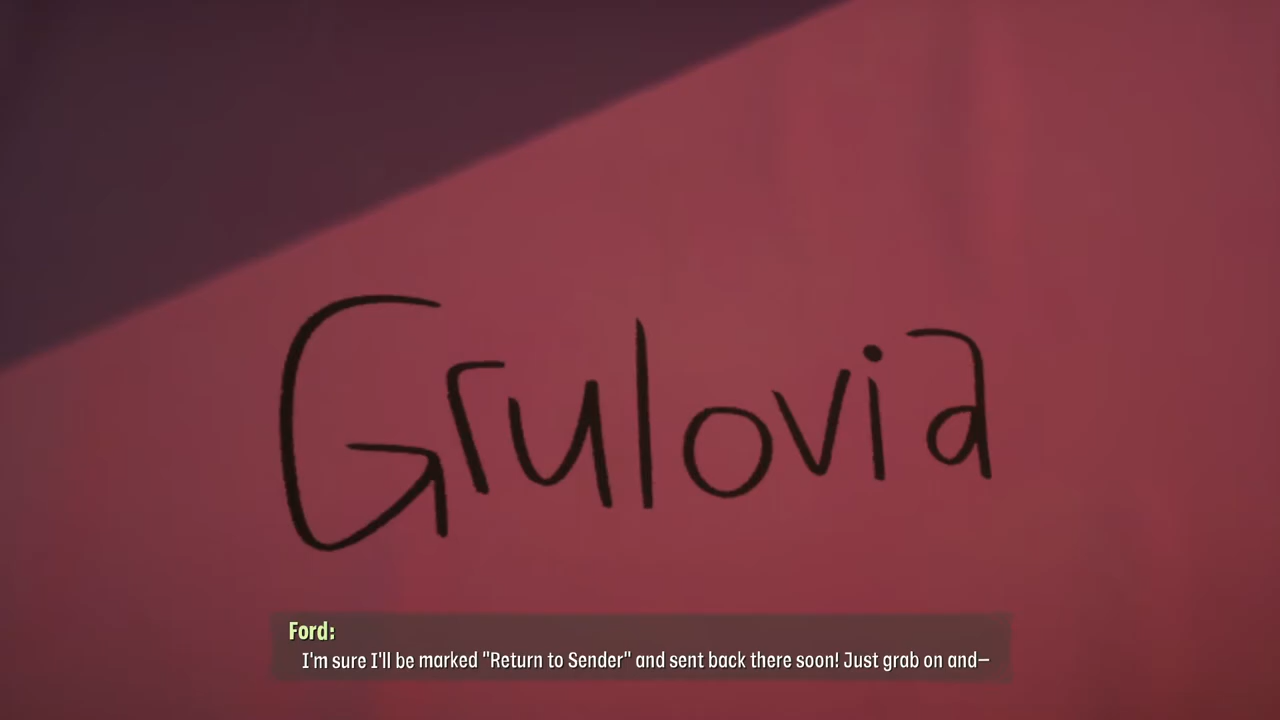 Grulovia
Ford:
I'm sure I'll be marked "Return to Sender" and sent back there soon! Just grab on and—